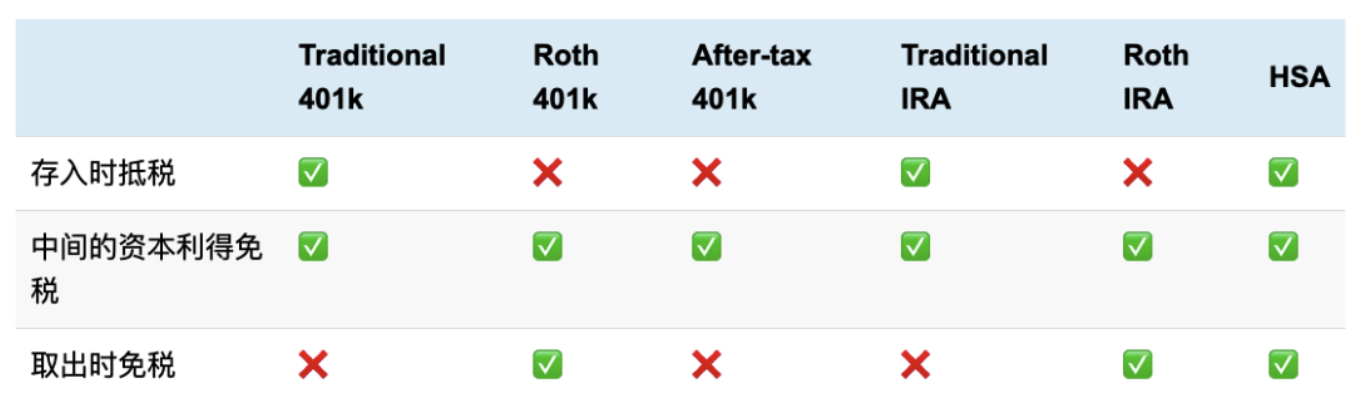 Traditional 401k Roth 401k After-tax 401k Traditional IRA Roth IRA HSA
存入时抵税 ✅ ❌ ❌ ✅ ❌ ✅
中间的资本利得免税 ✅ ✅ ✅ ✅ ✅ ✅
取出时免税 ❌ ✅ ❌ ❌ ✅ ✅